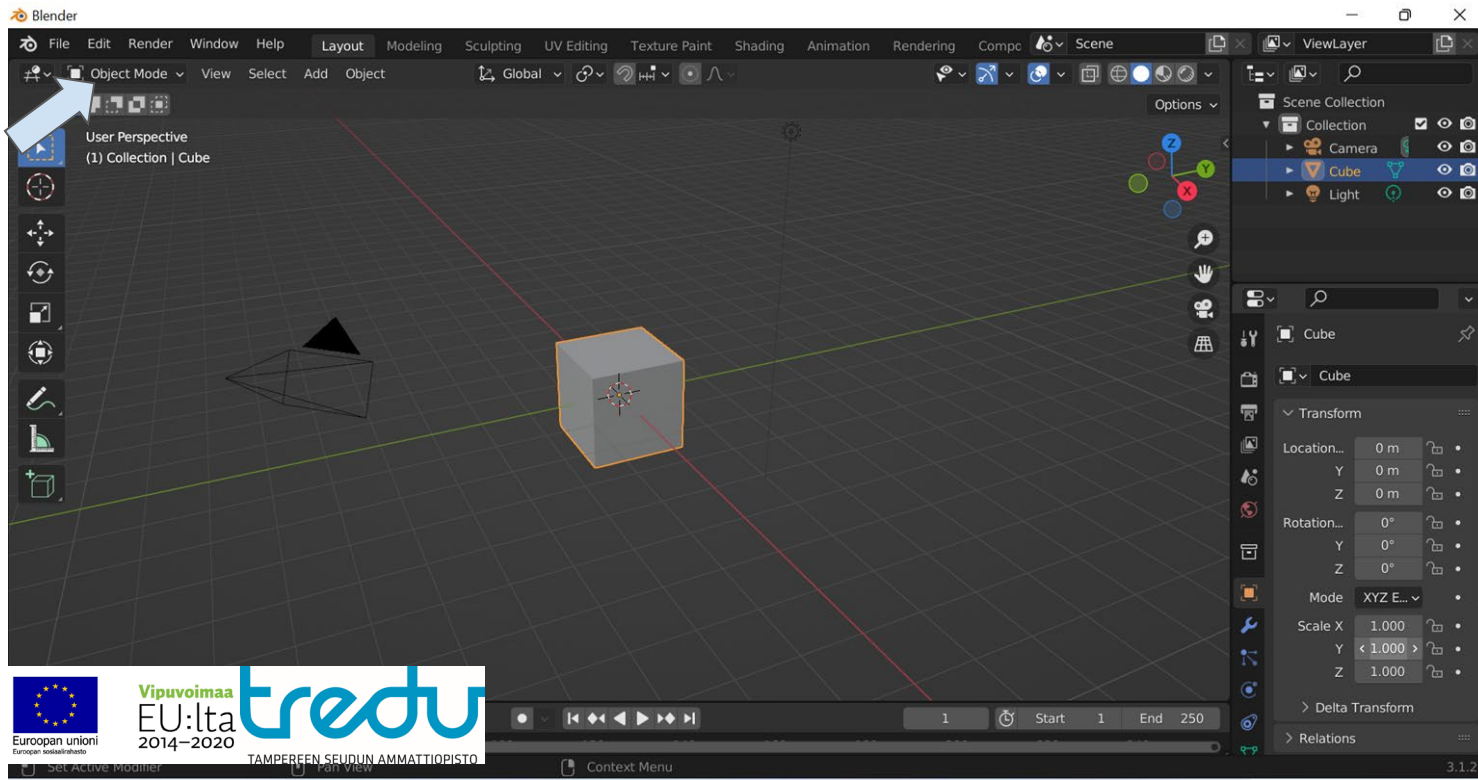 Blender
File Edit Render Window Help Layout Modeling Sculpting UV Editing Texture Paint Shading Animation Rendering Compc Scene ViewLayer
Object Mode View Select Add Object Global
Options
User Perspective
(1) Collection | Cube
Z
Y
X
Scene Collection
Collection
Camera
Cube
Light
Cube
Cube
Transform
Location... 0 m
Y 0 m
Z 0 m
Rotation... 0°
Y 0°
Z 0°
Mode XYZ E...
Scale X 1.000
Y 1.000
Z 1.000
Delta Transform
Relations
1 Start 1 End 250
Euroopan unioni
Euroopan sosiaalirahasto
Vipuvoimaa
EU:lta
2014–2020
tredu
TAMPEREEN SEUDUN AMMATTIOPISTO
Set Active Modifier Pan View Context Menu 3.1.2